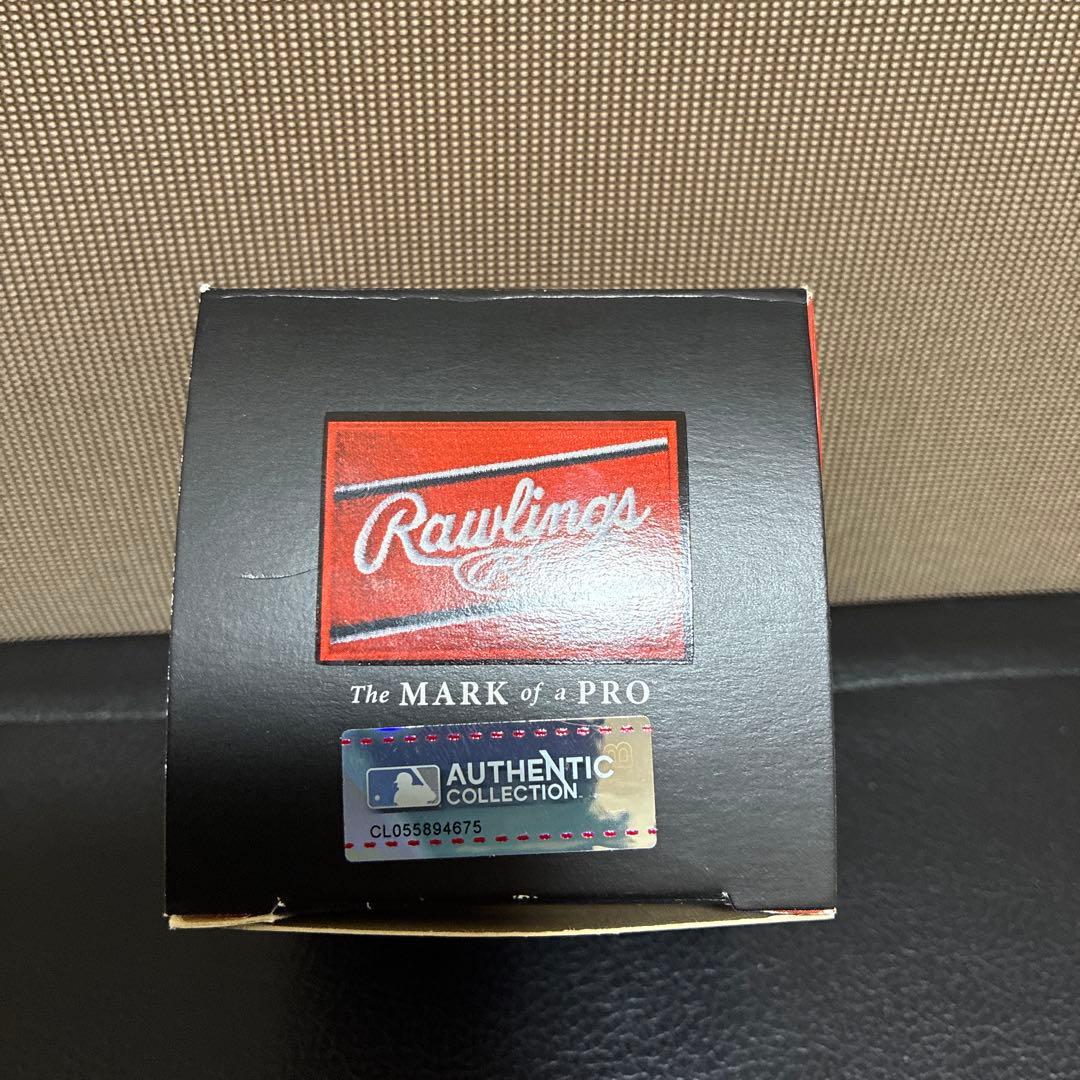 Rawlings
The MARK of a PRO
AUTHENTIC
COLLECTION
CL055894675